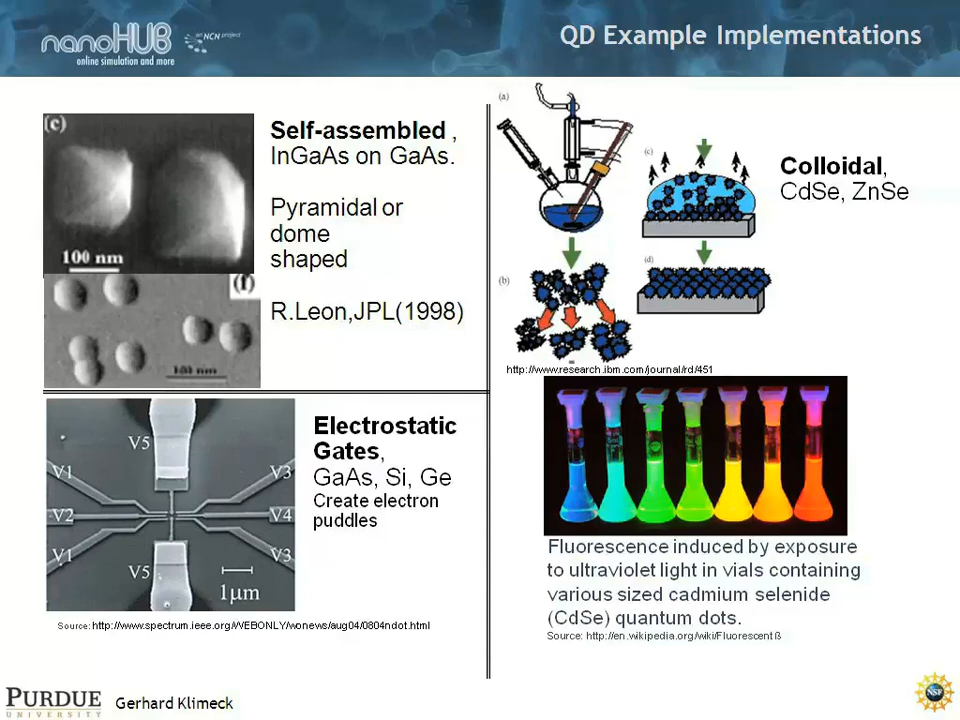 nanoHUB
an NCN project
online simulation and more
QD Example Implementations
(c)
100 nm
(f)
100 nm
Self-assembled ,
InGaAs on GaAs.
Pyramidal or
dome
shaped
R.Leon,JPL(1998)
V5
V1
V3
V2
V4
V1
V3
V5
1μm
Electrostatic
Gates,
GaAs, Si, Ge
Create electron
puddles
Source: http://www.spectrum.ieee.org/WEBONLY/wonews/aug04/0804ndot.html
(a)
(c)
(b)
(d)
Colloidal,
CdSe, ZnSe
http://www.research.ibm.com/journal/rd/451
Fluorescence induced by exposure
to ultraviolet light in vials containing
various sized cadmium selenide
(CdSe) quantum dots.
Source: http://en.wikipedia.org/wiki/Fluorescent ß
PURDUE
UNIVERSITY
Gerhard Klimeck
NSF